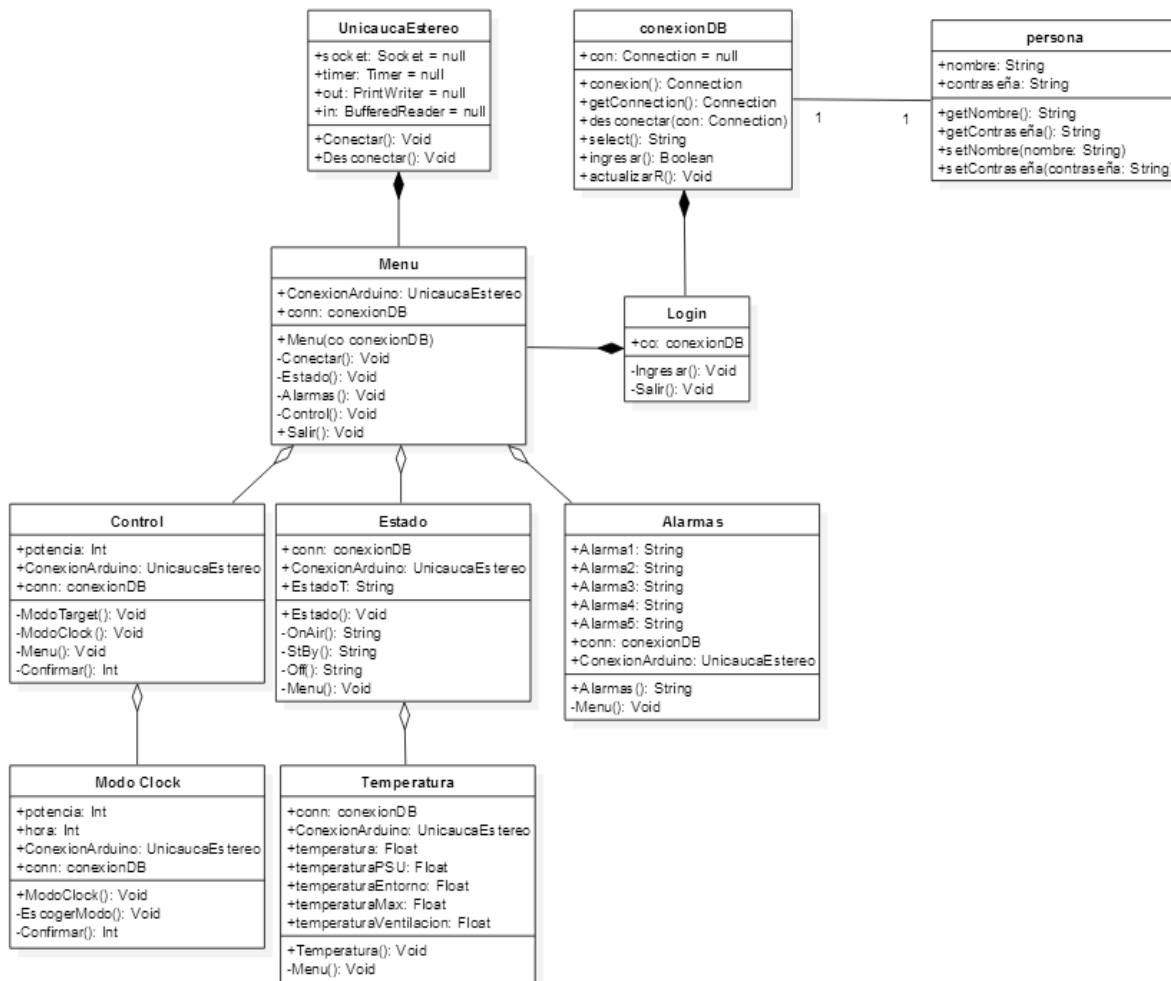 UnicaucaEstereo
+socket: Socket = null
+timer: Timer = null
+out: PrintWriter = null
+in: BufferedReader = null
+Conectar(): Void
+Desconectar(): Void
conexionDB
+con: Connection = null
+conexion(): Connection
+getConnection(): Connection
+desconectar(con: Connection)
+select(): String
+ingresar(): Boolean
+actualizarR(): Void
1
1
persona
+nombre: String
+contraseña: String
+getNombre(): String
+getContraseña(): String
+setNombre(nombre: String)
+setContraseña(contraseña: String)
Menu
+ConexionArduino: UnicaucaEstereo
+conn: conexionDB
+Menu(co conexionDB)
-Conectar(): Void
-Estado(): Void
-Alarmas(): Void
-Control(): Void
+Salir(): Void
Login
+co: conexionDB
-Ingresar(): Void
-Salir(): Void
Control
+potencia: Int
+ConexionArduino: UnicaucaEstereo
+conn: conexionDB
-ModoTarget(): Void
-ModoClock(): Void
-Menu(): Void
-Confirmar(): Int
Estado
+conn: conexionDB
+ConexionArduino: UnicaucaEstereo
+EstadoT: String
+Estado(): Void
-OnAir(): String
-StBy(): String
-Off(): String
-Menu(): Void
Alarmas
+Alarma1: String
+Alarma2: String
+Alarma3: String
+Alarma4: String
+Alarma5: String
+conn: conexionDB
+ConexionArduino: UnicaucaEstereo
+Alarmas(): String
-Menu(): Void
Modo Clock
+potencia: Int
+hora: Int
+ConexionArduino: UnicaucaEstereo
+conn: conexionDB
+ModoClock(): Void
-EscogerModo(): Void
-Confirmar(): Int
Temperatura
+conn: conexionDB
+ConexionArduino: UnicaucaEstereo
+temperatura: Float
+temperaturaPSU: Float
+temperaturaEntorno: Float
+temperaturaMax: Float
+temperaturaVentilacion: Float
+Temperatura(): Void
-Menu(): Void